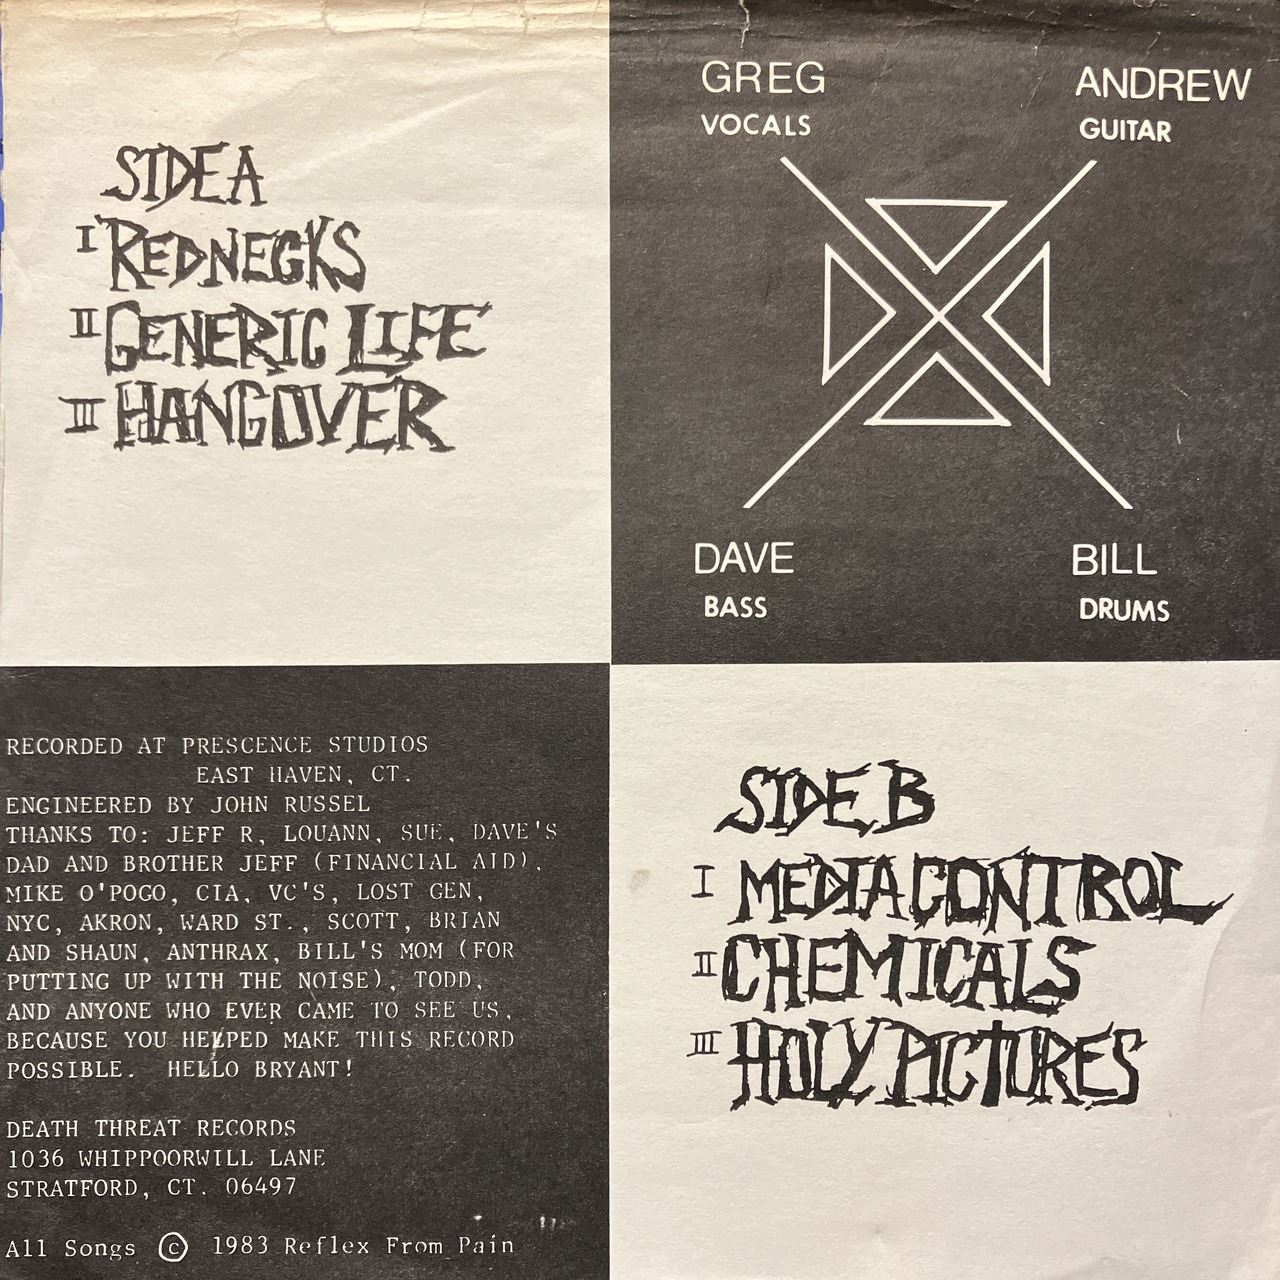 SIDE A
I REDNECKS
II GENERIC LIFE
III HANGOVER
GREG
VOCALS
ANDREW
GUITAR
DAVE
BASS
BILL
DRUMS
RECORDED AT PRESCENCE STUDIOS
EAST HAVEN, CT.
ENGINEERED BY JOHN RUSSEL
THANKS TO: JEFF R, LOUANN, SUE, DAVE'S
DAD AND BROTHER JEFF (FINANCIAL AID),
MIKE O'POGO, CIA, VC'S, LOST GEN,
NYC, AKRON, WARD ST., SCOTT, BRIAN
AND SHAUN, ANTHRAX, BILL'S MOM (FOR
PUTTING UP WITH THE NOISE), TODD,
AND ANYONE WHO EVER CAME TO SEE US,
BECAUSE YOU HELPED MAKE THIS RECORD
POSSIBLE. HELLO BRYANT!
DEATH THREAT RECORDS
1036 WHIPPOORWILL LANE
STRATFORD, CT. 06497
All Songs © 1983 Reflex From Pain
SIDE B
I MEDIA CONTROL
II CHEMICALS
III HOLY PICTURES